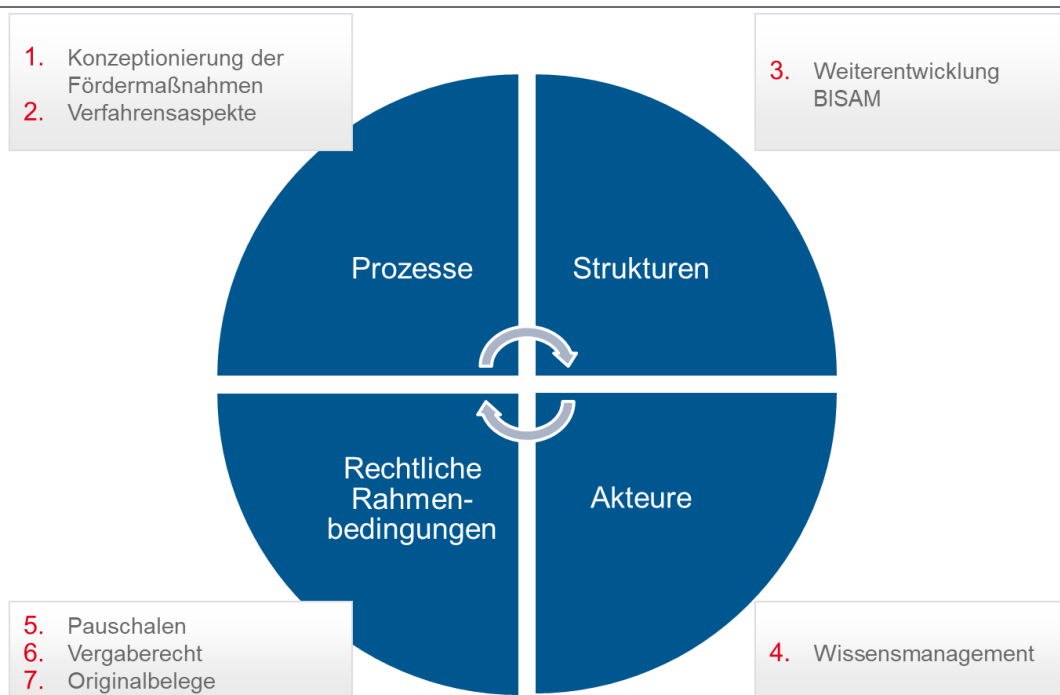 1. Konzeptionierung der
Fördermaßnahmen
2. Verfahrensaspekte
3. Weiterentwicklung
BISAM
Prozesse
Strukturen
Rechtliche
Rahmen-
bedingungen
Akteure
5. Pauschalen
6. Vergaberecht
7. Originalbelege
4. Wissensmanagement